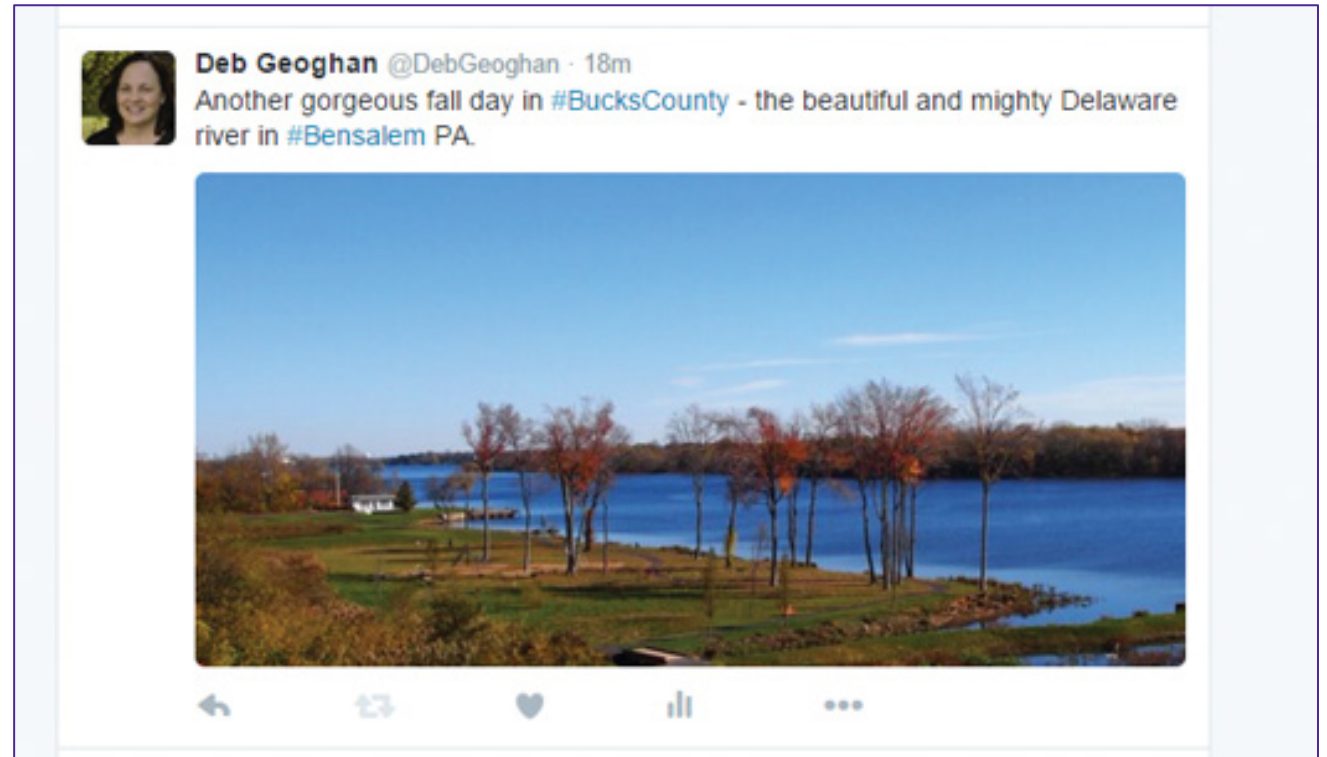 Deb Geoghan @DebGeoghan · 18m
Another gorgeous fall day in #BucksCounty - the beautiful and mighty Delaware
river in #Bensalem PA.